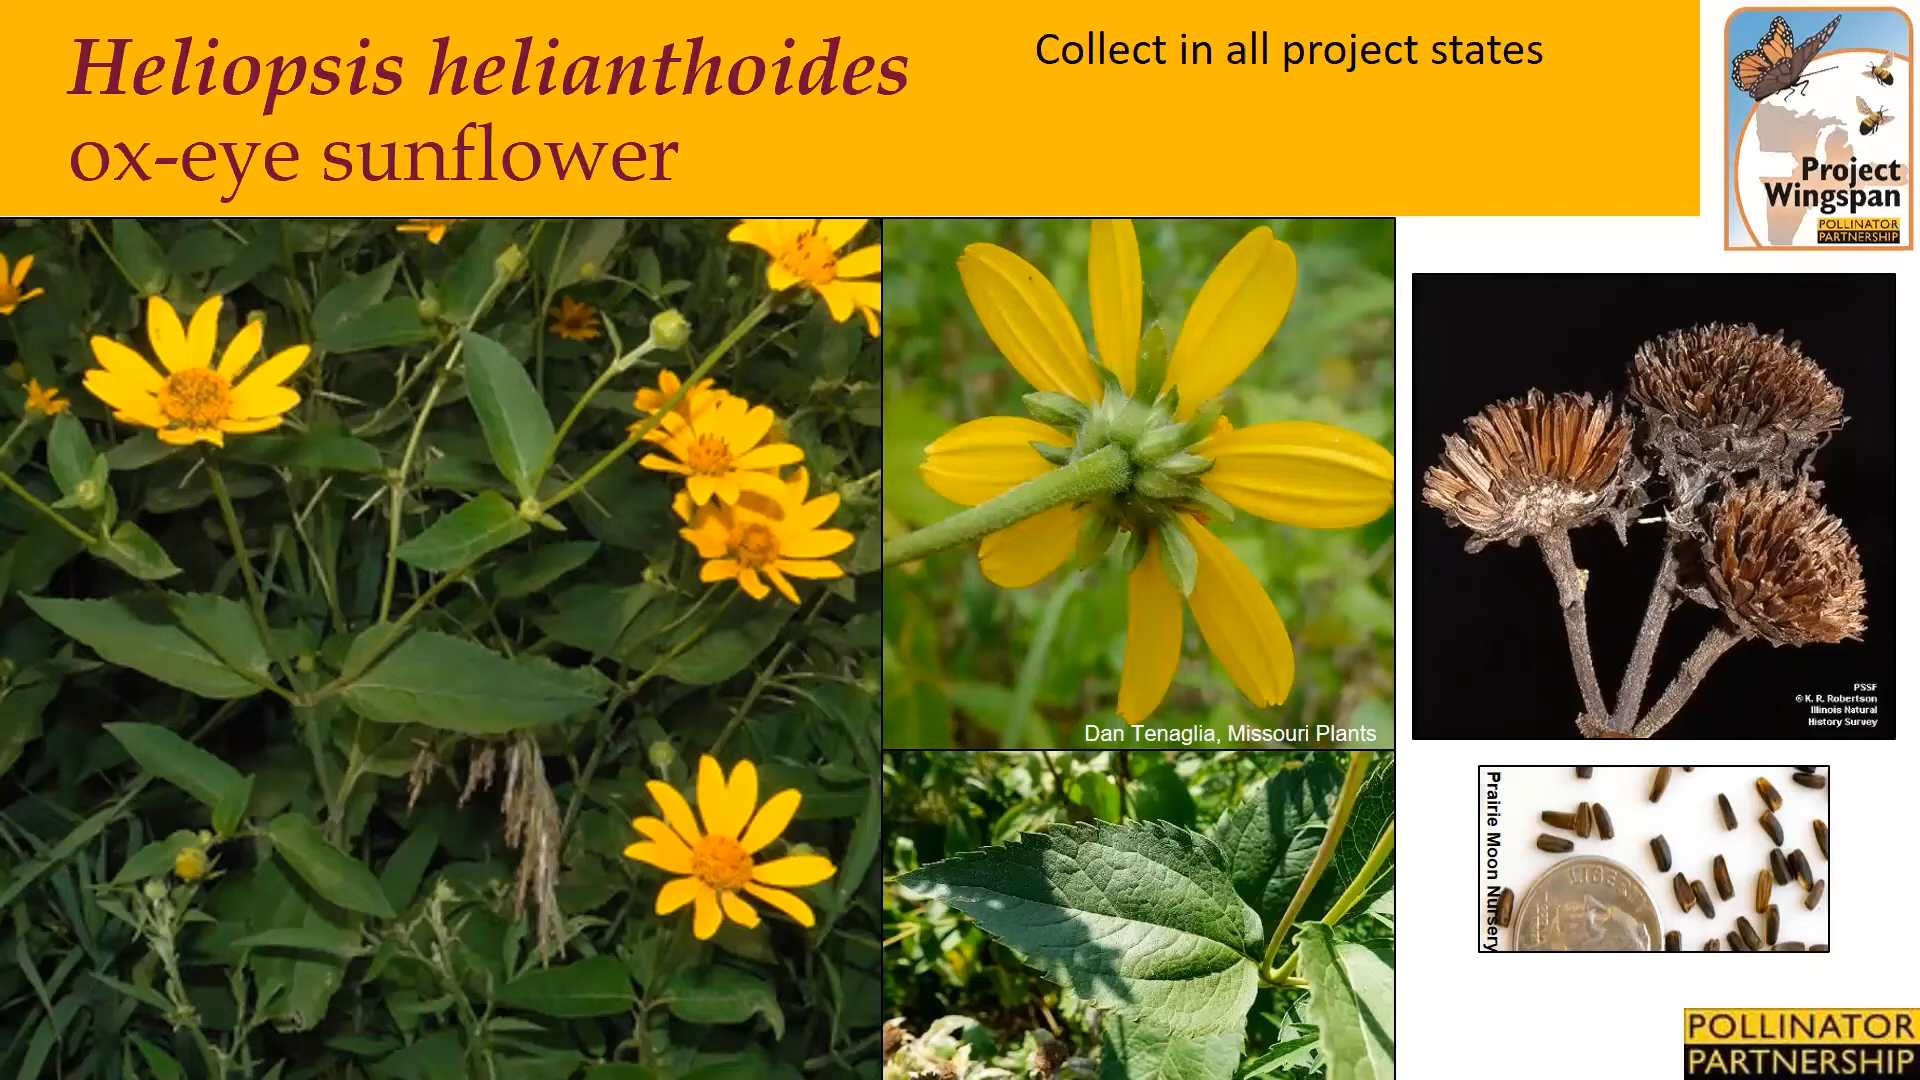 Heliopsis helianthoides
ox-eye sunflower
Collect in all project states
Project
Wingspan
POLLINATOR
PARTNERSHIP
Dan Tenaglia, Missouri Plants
PSSF
© K. R. Robertson
Illinois Natural
History Survey
Prairie Moon Nursery
LIBERTY
POLLINATOR
PARTNERSHIP